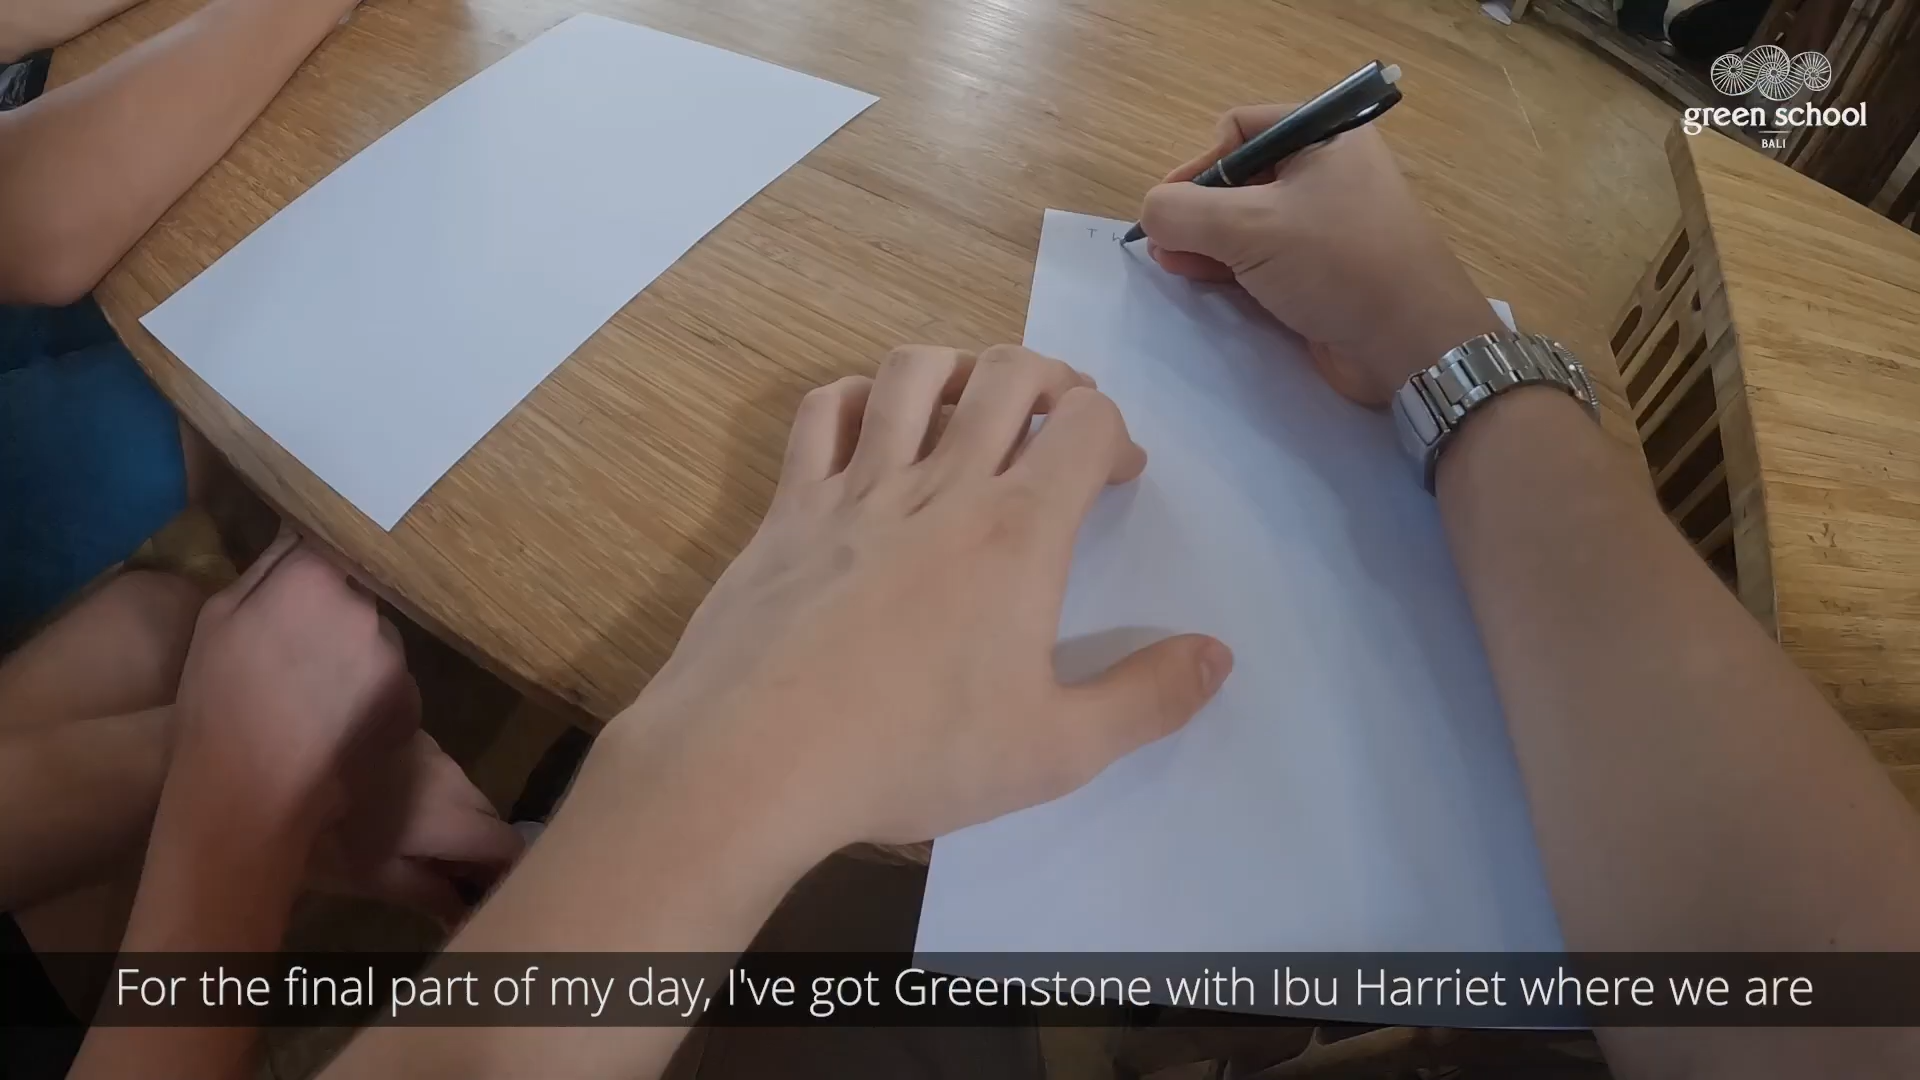 green school
BALI
T
For the final part of my day, I've got Greenstone with Ibu Harriet where we are